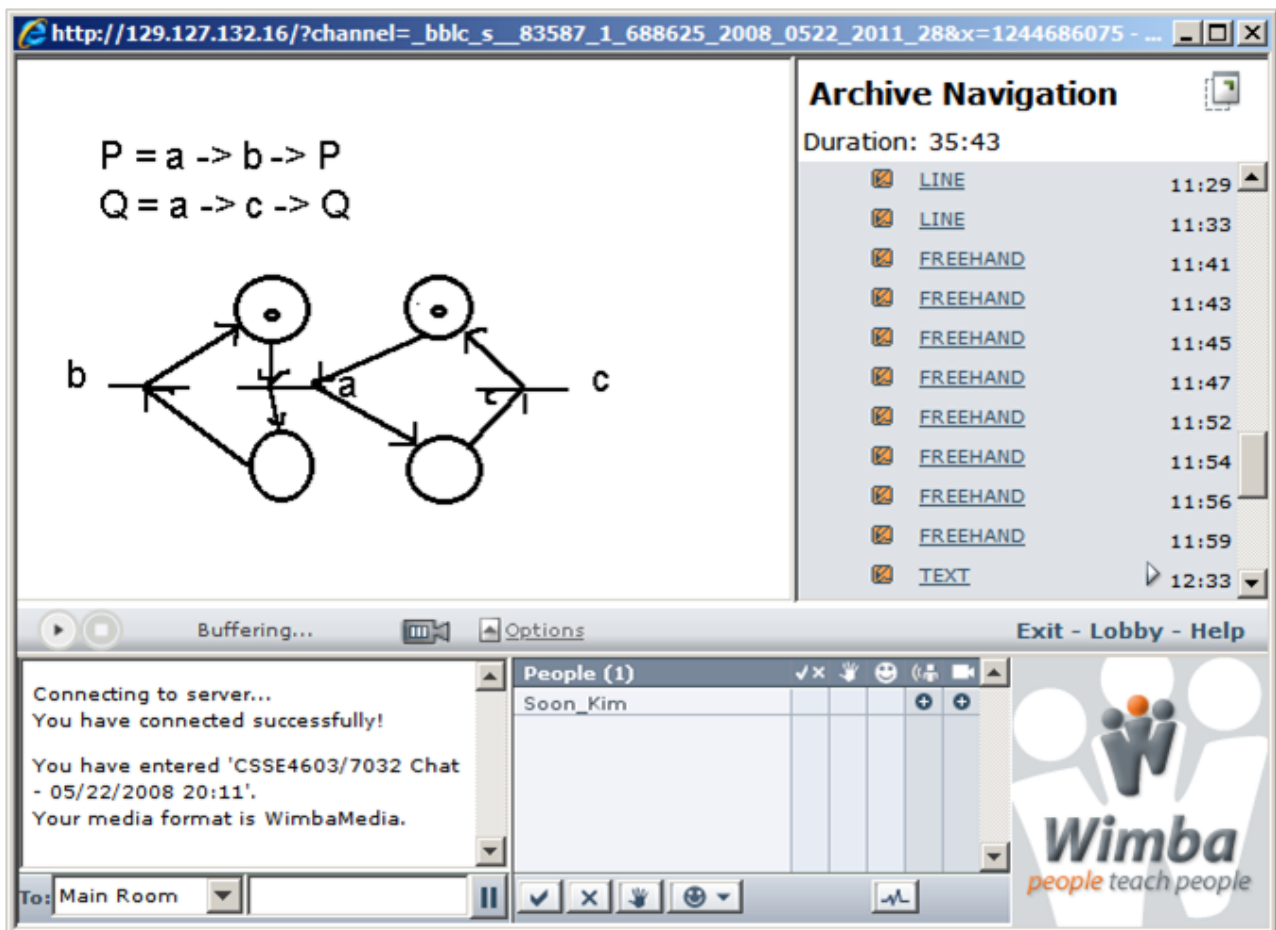 http://129.127.132.16/?channel=_bblc_s__83587_1_688625_2008_0522_2011_28&x=1244686075 - ...
P = a -> b -> P
Q = a -> c -> Q
b
a
c
Archive Navigation
Duration: 35:43
LINE 11:29
LINE 11:33
FREEHAND 11:41
FREEHAND 11:43
FREEHAND 11:45
FREEHAND 11:47
FREEHAND 11:52
FREEHAND 11:54
FREEHAND 11:56
FREEHAND 11:59
TEXT 12:33
Buffering...
Options
Exit - Lobby - Help
Connecting to server...
You have connected successfully!
You have entered 'CSSE4603/7032 Chat
- 05/22/2008 20:11'.
Your media format is WimbaMedia.
To: Main Room
People (1)
Soon_Kim
Wimba
people teach people